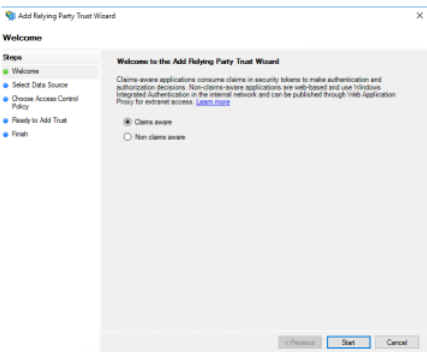 Add Relying Party Trust Wizard
Welcome
Steps
Welcome
Select Data Source
Choose Access Control
Policy
Ready to Add Trust
Finish
Welcome to the Add Relying Party Trust Wizard
Claims-aware applications consume claims in security tokens to make authentication and
authorization decisions. Non-claims-aware applications are web-based and use Windows
Integrated Authentication in the internal network and can be published through Web Application
Proxy for extranet access. Learn more
Claims aware
Non claims aware
< Previous
Start
Cancel